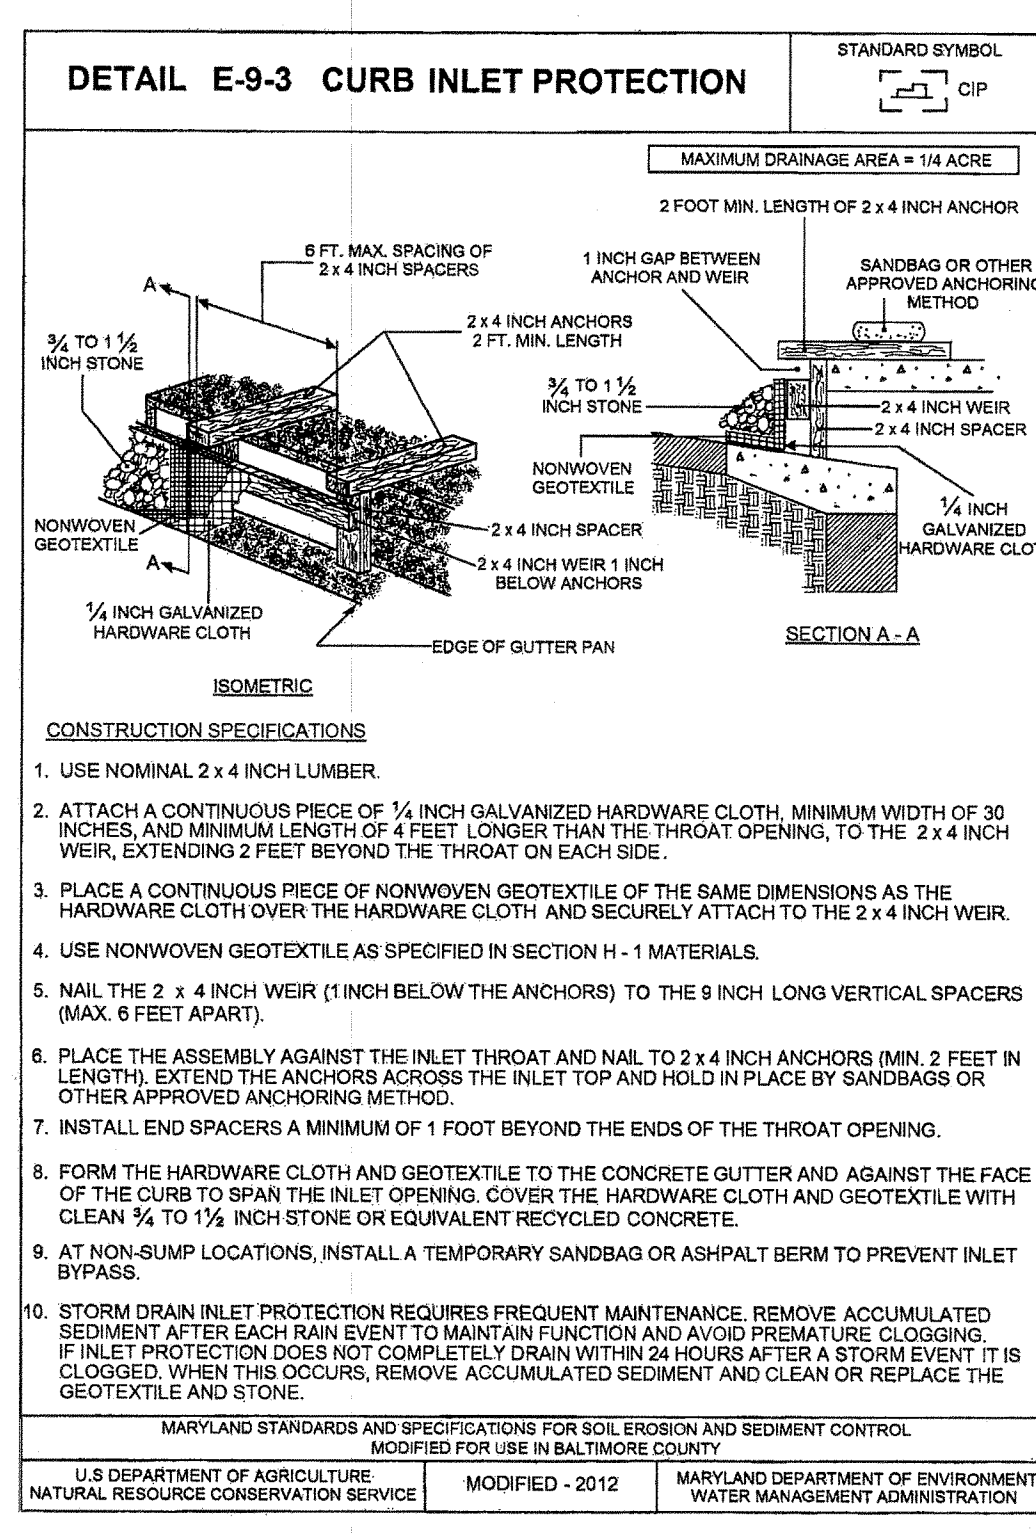 DETAIL E-9-3 CURB INLET PROTECTION
STANDARD SYMBOL
CIP
MAXIMUM DRAINAGE AREA = 1/4 ACRE
2 FOOT MIN. LENGTH OF 2 x 4 INCH ANCHOR
6 FT. MAX. SPACING OF
2 x 4 INCH SPACERS
1 INCH GAP BETWEEN
ANCHOR AND WEIR
SANDBAG OR OTHER
APPROVED ANCHORING
METHOD
A
2 x 4 INCH ANCHORS
2 FT. MIN. LENGTH
¾ TO 1 ½
INCH STONE
¾ TO 1 ½
INCH STONE
2 x 4 INCH WEIR
2 x 4 INCH SPACER
NONWOVEN
GEOTEXTILE
¼ INCH
GALVANIZED
HARDWARE CLOT
NONWOVEN
GEOTEXTILE
2 x 4 INCH SPACER
A
2 x 4 INCH WEIR 1 INCH
BELOW ANCHORS
¼ INCH GALVANIZED
HARDWARE CLOTH
EDGE OF GUTTER PAN
SECTION A - A
ISOMETRIC
CONSTRUCTION SPECIFICATIONS
1. USE NOMINAL 2 x 4 INCH LUMBER.
2. ATTACH A CONTINUOUS PIECE OF ¼ INCH GALVANIZED HARDWARE CLOTH, MINIMUM WIDTH OF 30
INCHES, AND MINIMUM LENGTH OF 4 FEET LONGER THAN THE THROAT OPENING, TO THE 2 x 4 INCH
WEIR, EXTENDING 2 FEET BEYOND THE THROAT ON EACH SIDE.
3. PLACE A CONTINUOUS PIECE OF NONWOVEN GEOTEXTILE OF THE SAME DIMENSIONS AS THE
HARDWARE CLOTH OVER THE HARDWARE CLOTH AND SECURELY ATTACH TO THE 2 x 4 INCH WEIR.
4. USE NONWOVEN GEOTEXTILE AS SPECIFIED IN SECTION H - 1 MATERIALS.
5. NAIL THE 2 x 4 INCH WEIR (1 INCH BELOW THE ANCHORS) TO THE 9 INCH LONG VERTICAL SPACERS
(MAX. 6 FEET APART).
6. PLACE THE ASSEMBLY AGAINST THE INLET THROAT AND NAIL TO 2 x 4 INCH ANCHORS (MIN. 2 FEET IN
LENGTH). EXTEND THE ANCHORS ACROSS THE INLET TOP AND HOLD IN PLACE BY SANDBAGS OR
OTHER APPROVED ANCHORING METHOD.
7. INSTALL END SPACERS A MINIMUM OF 1 FOOT BEYOND THE ENDS OF THE THROAT OPENING.
8. FORM THE HARDWARE CLOTH AND GEOTEXTILE TO THE CONCRETE GUTTER AND AGAINST THE FACE
OF THE CURB TO SPAN THE INLET OPENING. COVER THE HARDWARE CLOTH AND GEOTEXTILE WITH
CLEAN ¾ TO 1½ INCH STONE OR EQUIVALENT RECYCLED CONCRETE.
9. AT NON-SUMP LOCATIONS, INSTALL A TEMPORARY SANDBAG OR ASHPALT BERM TO PREVENT INLET
BYPASS.
10. STORM DRAIN INLET PROTECTION REQUIRES FREQUENT MAINTENANCE. REMOVE ACCUMULATED
SEDIMENT AFTER EACH RAIN EVENT TO MAINTAIN FUNCTION AND AVOID PREMATURE CLOGGING.
IF INLET PROTECTION DOES NOT COMPLETELY DRAIN WITHIN 24 HOURS AFTER A STORM EVENT IT IS
CLOGGED. WHEN THIS OCCURS, REMOVE ACCUMULATED SEDIMENT AND CLEAN OR REPLACE THE
GEOTEXTILE AND STONE.
MARYLAND STANDARDS AND SPECIFICATIONS FOR SOIL EROSION AND SEDIMENT CONTROL
MODIFIED FOR USE IN BALTIMORE COUNTY
U.S DEPARTMENT OF AGRICULTURE
NATURAL RESOURCE CONSERVATION SERVICE
MODIFIED - 2012
MARYLAND DEPARTMENT OF ENVIRONMENT
WATER MANAGEMENT ADMINISTRATION